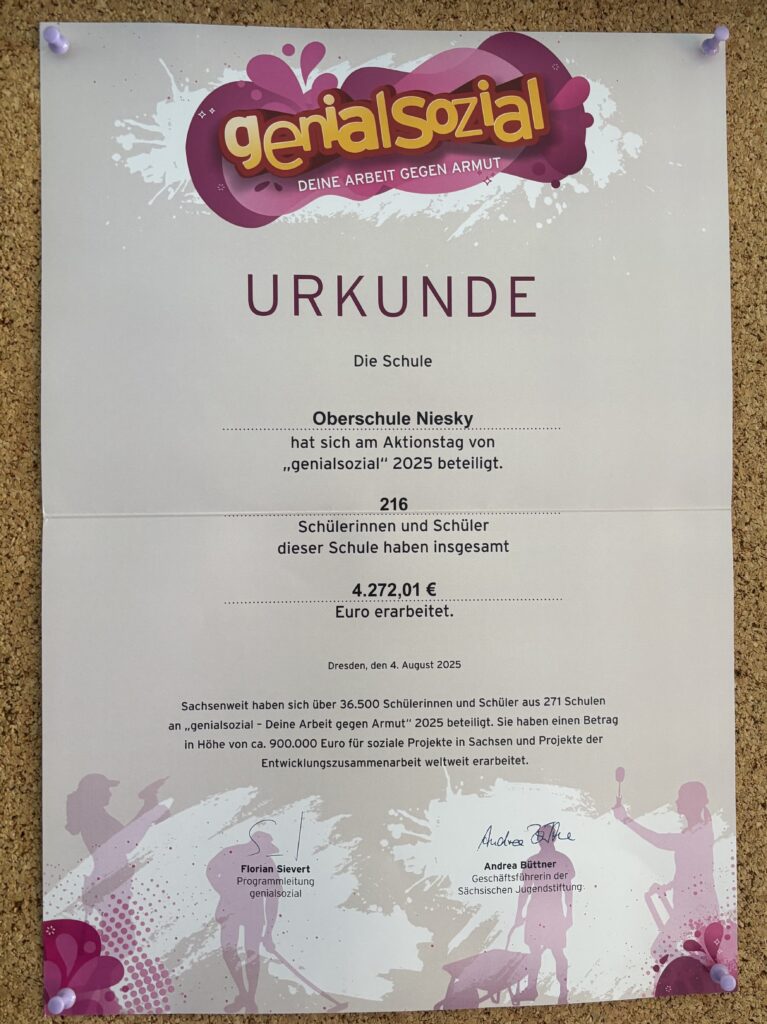 genialsozial
DEINE ARBEIT GEGEN ARMUT
URKUNDE
Die Schule
Oberschule Niesky
hat sich am Aktionstag von
„genialsozial“ 2025 beteiligt.
216
Schülerinnen und Schüler
dieser Schule haben insgesamt
4.272,01 €
Euro erarbeitet.
Dresden, den 4. August 2025
Sachsenweit haben sich über 36.500 Schülerinnen und Schüler aus 271 Schulen
an „genialsozial – Deine Arbeit gegen Armut“ 2025 beteiligt. Sie haben einen Betrag
in Höhe von ca. 900.000 Euro für soziale Projekte in Sachsen und Projekte der
Entwicklungszusammenarbeit weltweit erarbeitet.
Florian Sievert
Programmleitung
genialsozial
Andrea Büttner
Andrea Büttner
Geschäftsführerin der
Sächsischen Jugendstiftung